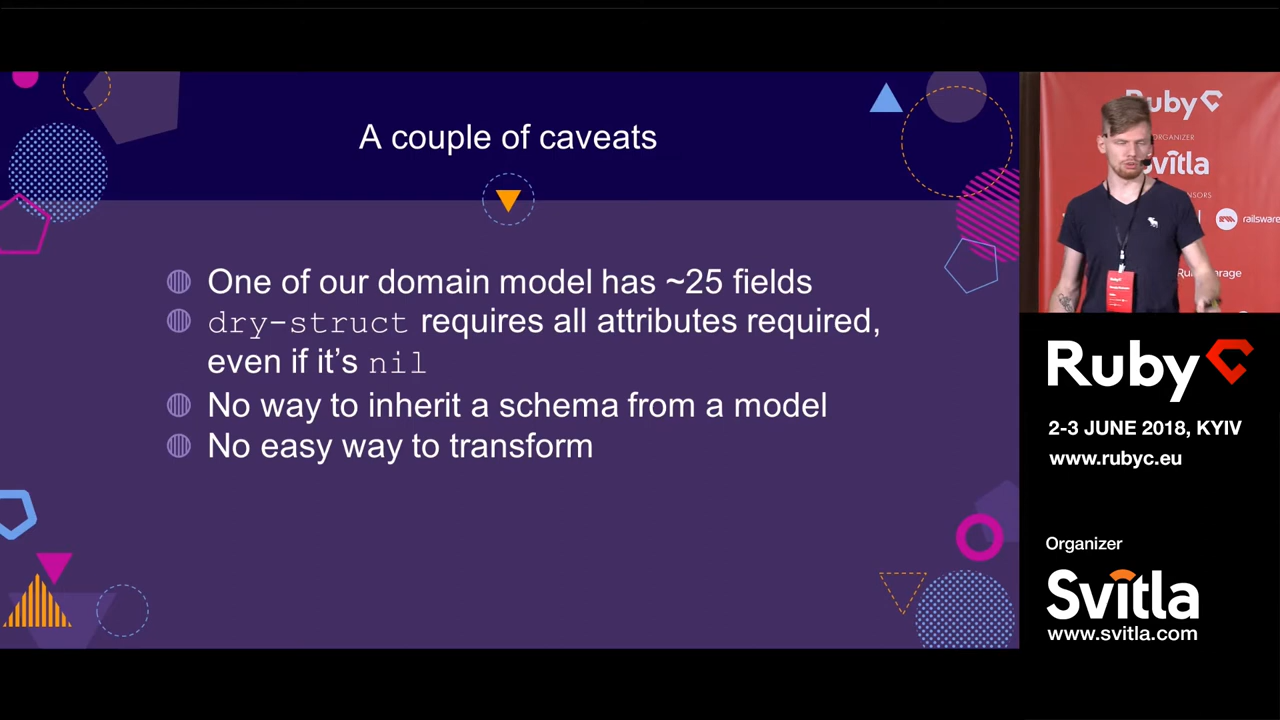 A couple of caveats
One of our domain model has ~25 fields
dry-struct requires all attributes required,
even if it's nil
No way to inherit a schema from a model
No easy way to transform
Ruby
ORGANIZER
Svitla
railsware
Ruby
2-3 JUNE 2018, KYIV
www.rubyc.eu
Organizer
Svitla
www.svitla.com